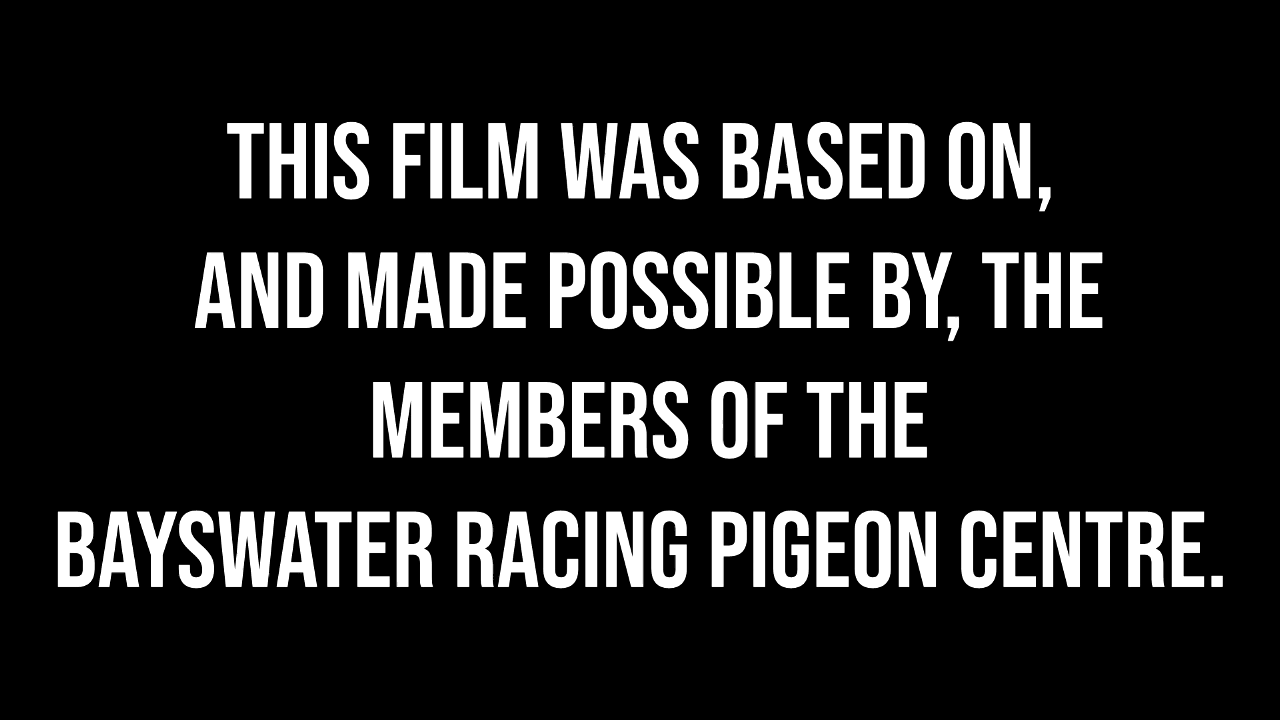 THIS FILM WAS BASED ON,
AND MADE POSSIBLE BY, THE
MEMBERS OF THE
BAYSWATER RACING PIGEON CENTRE.